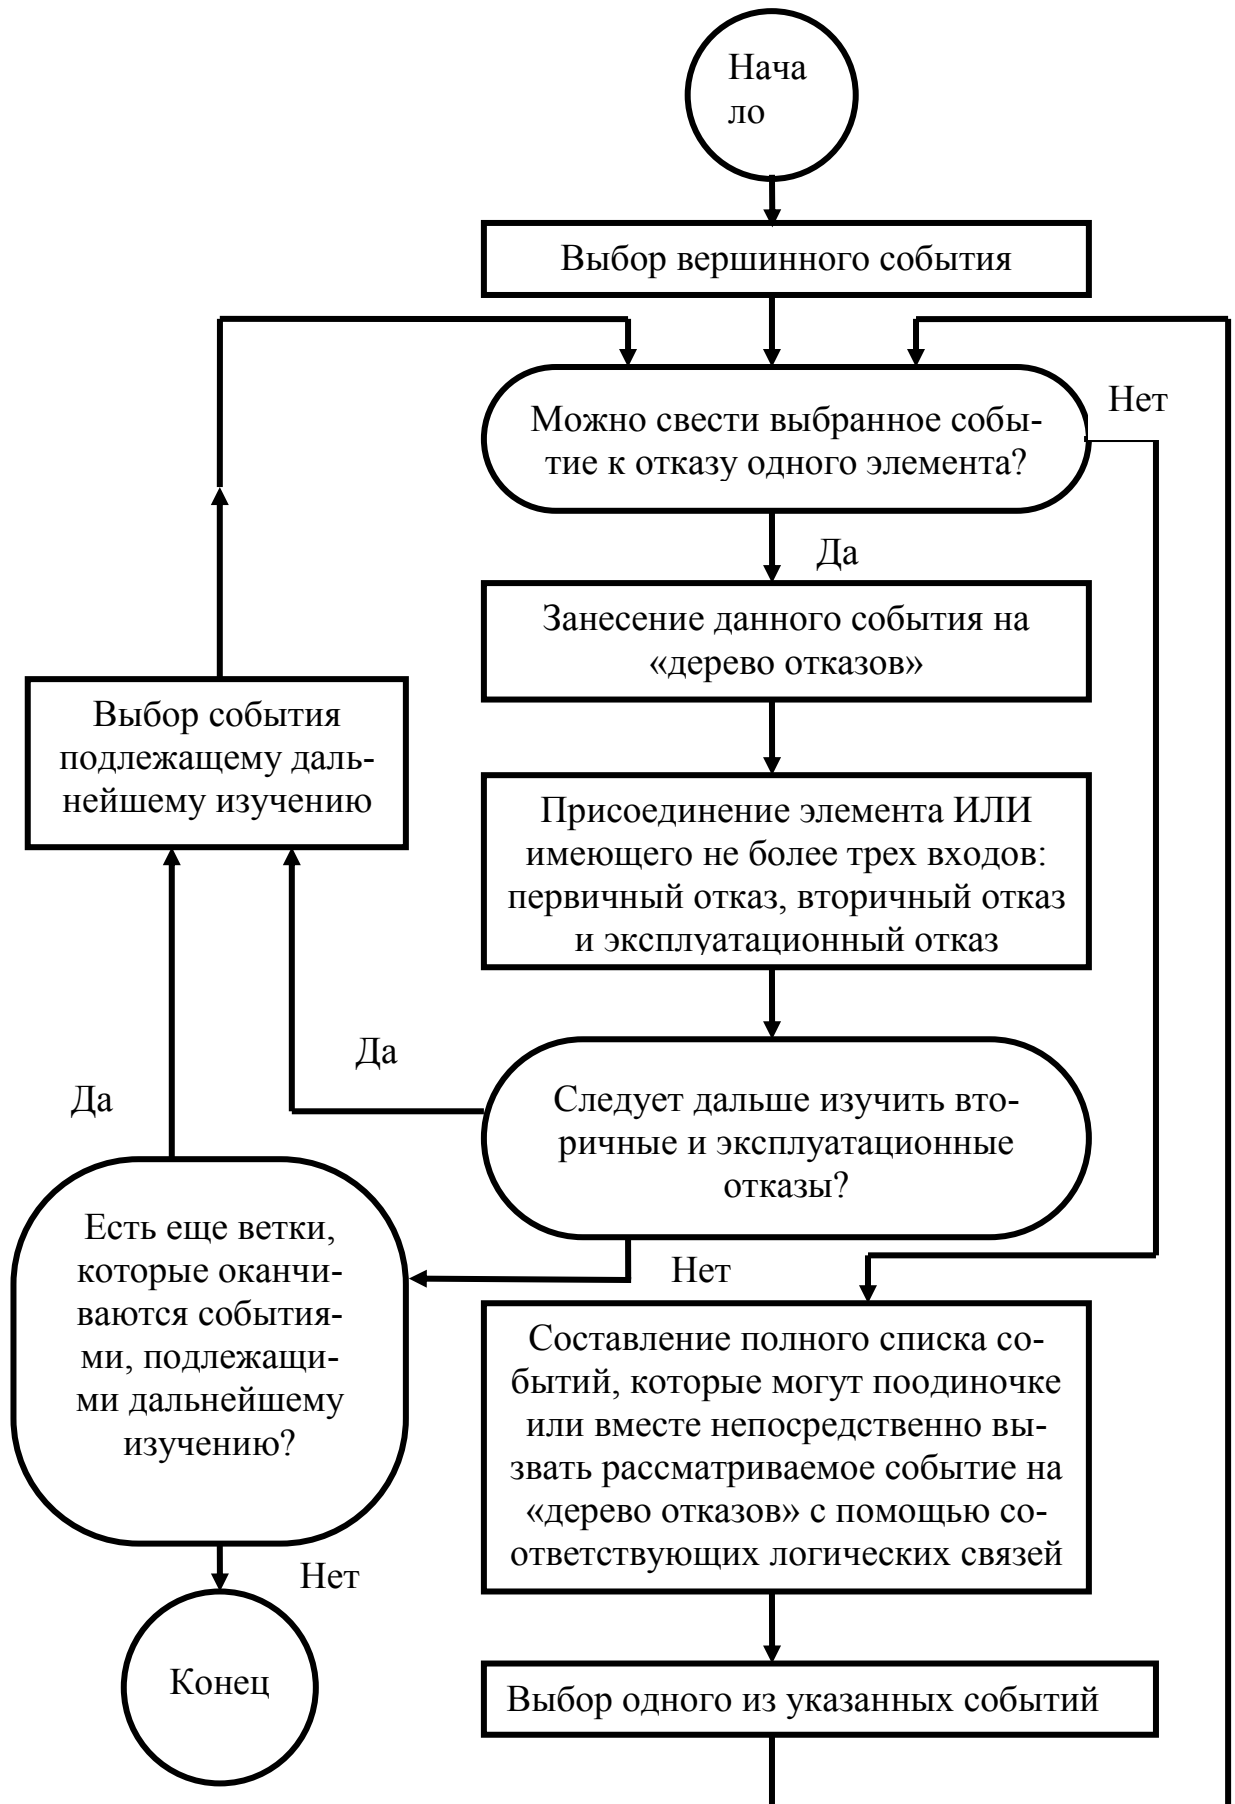 Нача
ло
Выбор вершинного события
Можно свести выбранное собы-
тие к отказу одного элемента?
Нет
Да
Занесение данного события на
«дерево отказов»
Выбор события
подлежащему даль-
нейшему изучению
Присоединение элемента ИЛИ
имеющего не более трех входов:
первичный отказ, вторичный отказ
и эксплуатационный отказ
Да
Да
Следует дальше изучить вто-
ричные и эксплуатационные
отказы?
Нет
Есть еще ветки,
которые оканчи-
ваются события-
ми, подлежащи-
ми дальнейшему
изучению?
Составление полного списка со-
бытий, которые могут поодиночке
или вместе непосредственно вы-
звать рассматриваемое событие на
«дерево отказов» с помощью со-
ответствующих логических связей
Нет
Конец
Выбор одного из указанных событий